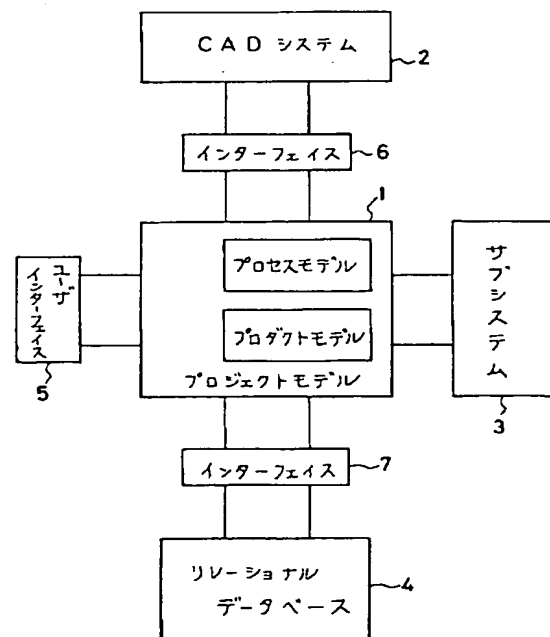 CAD システム
2
インターフェイス
6
1
プロセスモデル
プロダクトモデル
プロジェクトモデル
ユーザ
インターフェイス
5
サブシステム
3
インターフェイス
7
リレーショナル
データベース
4